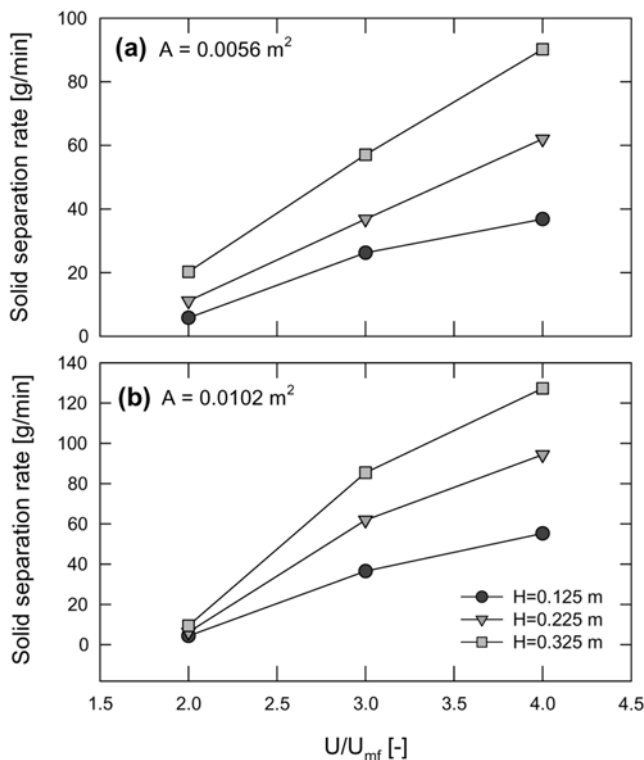 100
80
60
40
20
0
Solid separation rate [g/min]
(a) A = 0.0056 m²
140
120
100
80
60
40
20
0
Solid separation rate [g/min]
(b) A = 0.0102 m²
H=0.125 m
H=0.225 m
H=0.325 m
1.5 2.0 2.5 3.0 3.5 4.0 4.5
U/Umf [-]